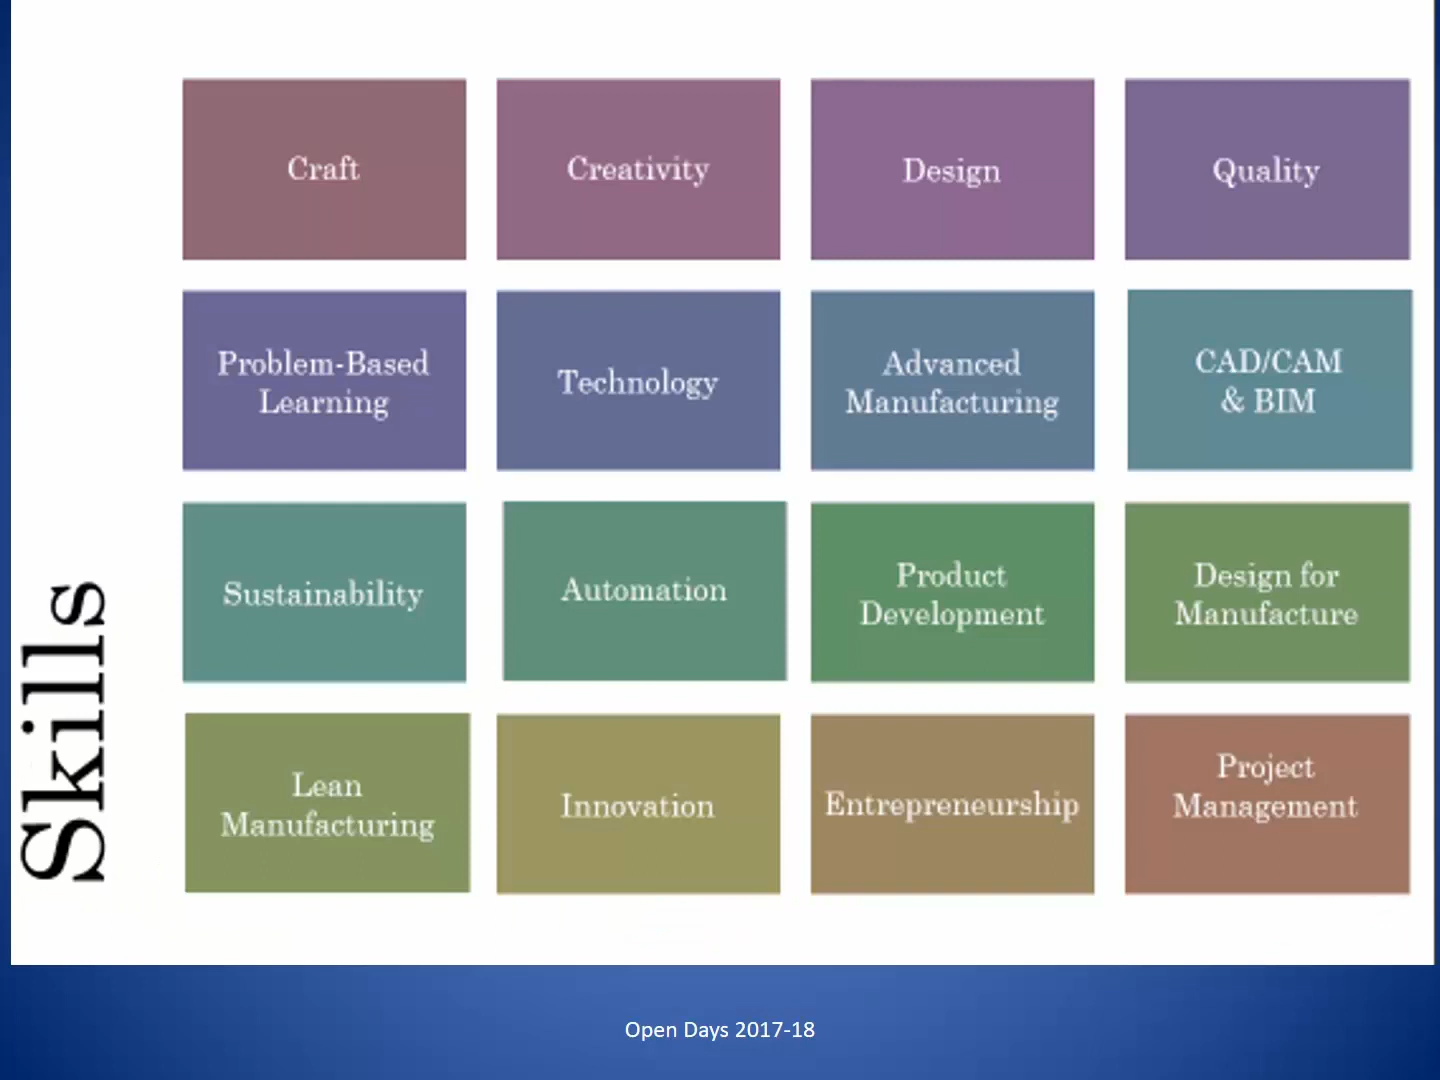 Skills
Craft
Creativity
Design
Quality
Problem-Based
Learning
Technology
Advanced
Manufacturing
CAD/CAM
& BIM
Sustainability
Automation
Product
Development
Design for
Manufacture
Lean
Manufacturing
Innovation
Entrepreneurship
Project
Management
Open Days 2017-18